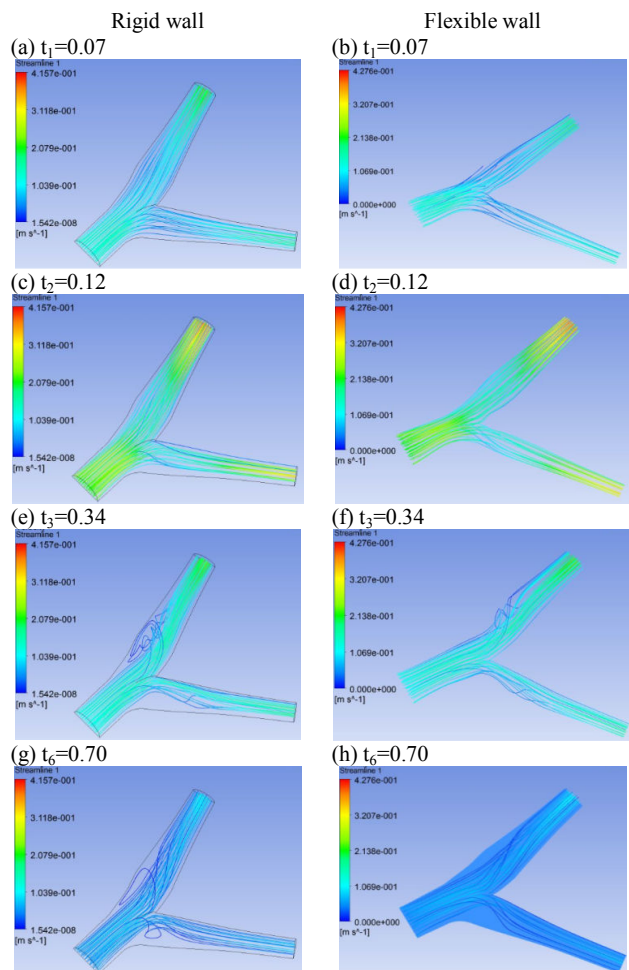 Rigid wall
Flexible wall
(a) t₁=0.07
(b) t₁=0.07
Streamline 1
4.157e-001
3.118e-001
2.079e-001
1.039e-001
1.542e-008
[m s^-1]
Streamline 1
4.276e-001
3.207e-001
2.138e-001
1.069e-001
0.000e+000
[m s^-1]
(c) t₂=0.12
(d) t₂=0.12
Streamline 1
4.157e-001
3.118e-001
2.079e-001
1.039e-001
1.542e-008
[m s^-1]
Streamline 1
4.276e-001
3.207e-001
2.138e-001
1.069e-001
0.000e+000
[m s^-1]
(e) t₃=0.34
(f) t₃=0.34
Streamline 1
4.157e-001
3.118e-001
2.079e-001
1.039e-001
1.542e-008
[m s^-1]
Streamline 1
4.276e-001
3.207e-001
2.138e-001
1.069e-001
0.000e+000
[m s^-1]
(g) t₆=0.70
(h) t₆=0.70
Streamline 1
4.157e-001
3.118e-001
2.079e-001
1.039e-001
1.542e-008
[m s^-1]
Streamline 1
4.276e-001
3.207e-001
2.138e-001
1.069e-001
0.000e+000
[m s^-1]